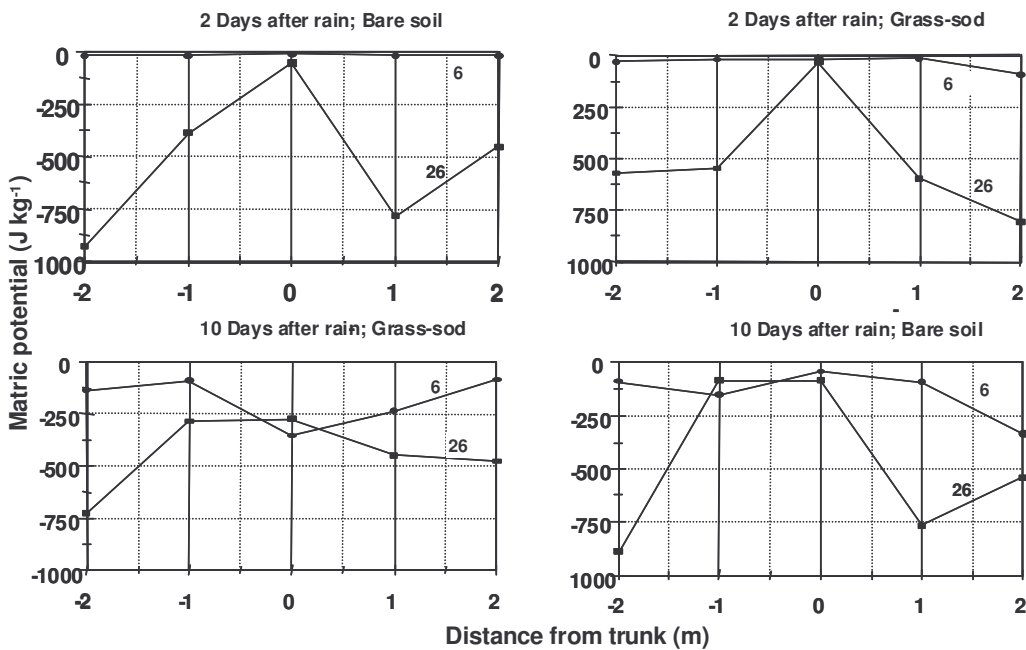 2 Days after rain; Bare soil
2 Days after rain; Grass-sod
Matric potential (J kg-1)
0
-250
-500
-750
1000
6
26
-2 -1 0 1 2
0
250
500
750
1000
6
26
-2 -1 0 1 2
10 Days after rain; Grass-sod
10 Days after rain; Bare soil
0
-250
-500
-750
-1000
6
26
-2 -1 0 1 2
0
-250
-500
-750
1000
6
26
-2 -1 0 1 2
Distance from trunk (m)